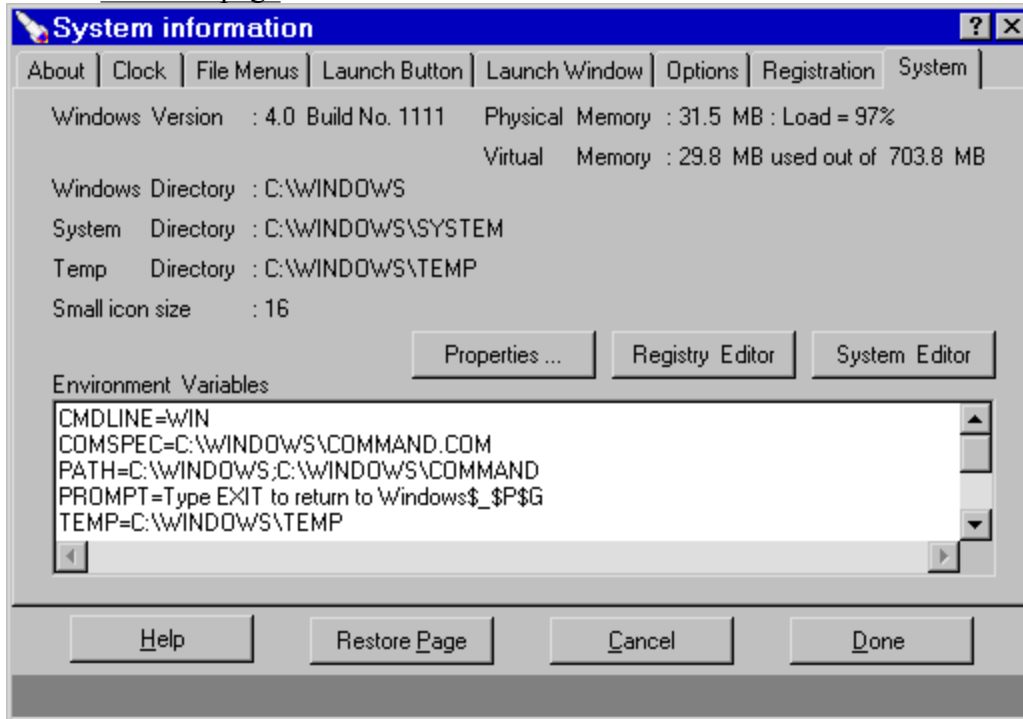 System information
About Clock File Menus Launch Button Launch Window Options Registration System
Windows Version : 4.0 Build No. 1111 Physical Memory : 31.5 MB : Load = 97%
Virtual Memory : 29.8 MB used out of 703.8 MB
Windows Directory : C:\WINDOWS
System Directory : C:\WINDOWS\SYSTEM
Temp Directory : C:\WINDOWS\TEMP
Small icon size : 16
Properties ... Registry Editor System Editor
Environment Variables
CMDLINE=WIN
COMSPEC=C:\WINDOWS\COMMAND.COM
PATH=C:\WINDOWS;C:\WINDOWS\COMMAND
PROMPT=Type EXIT to return to Windows$_$P$G
TEMP=C:\WINDOWS\TEMP
Help Restore Page Cancel Done